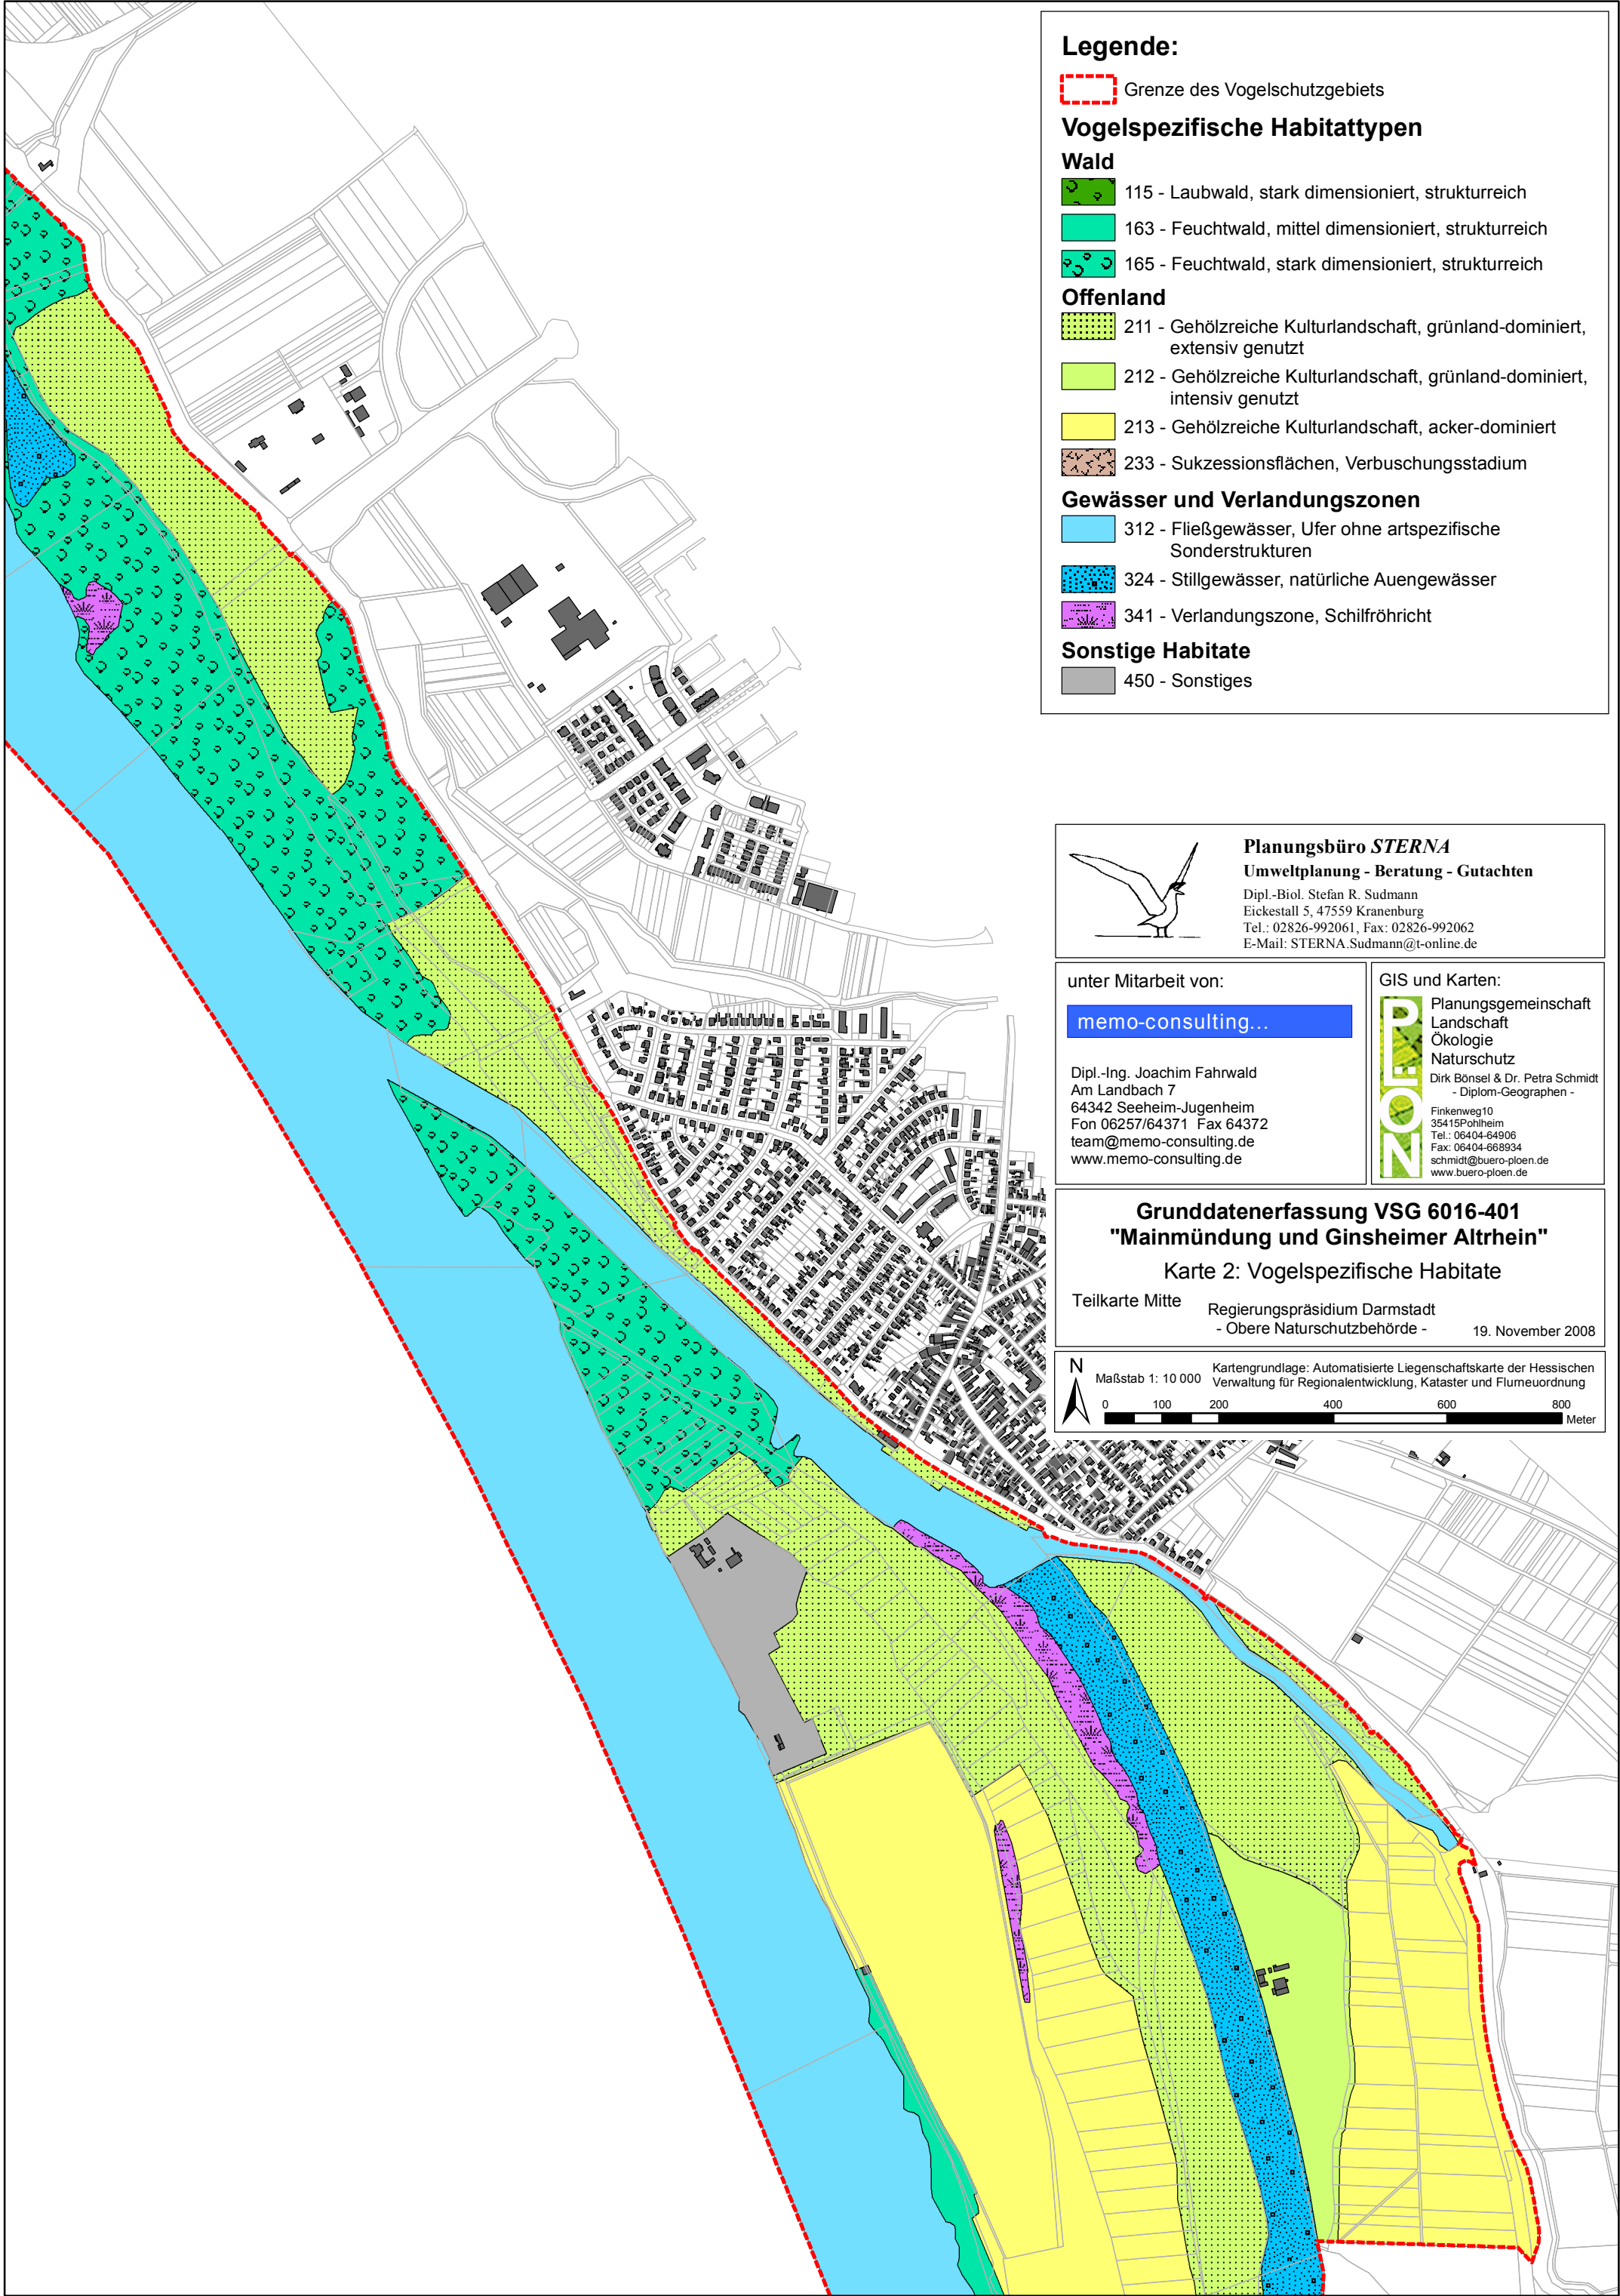 Legende:
Grenze des Vogelschutzgebiets
Vogelspezifische Habitattypen
Wald
115 - Laubwald, stark dimensioniert, strukturreich
163 - Feuchtwald, mittel dimensioniert, strukturreich
165 - Feuchtwald, stark dimensioniert, strukturreich
Offenland
211 - Gehölzreiche Kulturlandschaft, grünland-dominiert,
extensiv genutzt
212 - Gehölzreiche Kulturlandschaft, grünland-dominiert,
intensiv genutzt
213 - Gehölzreiche Kulturlandschaft, acker-dominiert
233 - Sukzessionsflächen, Verbuschungsstadium
Gewässer und Verlandungszonen
312 - Fließgewässer, Ufer ohne artspezifische
Sonderstrukturen
324 - Stillgewässer, natürliche Auengewässer
341 - Verlandungszone, Schilfröhricht
Sonstige Habitate
450 - Sonstiges
Planungsbüro STERNA
Umweltplanung - Beratung - Gutachten
Dipl.-Biol. Stefan R. Sudmann
Eickestall 5, 47559 Kranenburg
Tel.: 02826-992061, Fax: 02826-992062
E-Mail: STERNA.Sudmann@t-online.de
unter Mitarbeit von:
memo-consulting...
Dipl.-Ing. Joachim Fahrwald
Am Landbach 7
64342 Seeheim-Jugenheim
Fon 06257/64371 Fax 64372
team@memo-consulting.de
www.memo-consulting.de
GIS und Karten:
PLÖN
Planungsgemeinschaft
Landschaft
Ökologie
Naturschutz
Dirk Bönsel & Dr. Petra Schmidt
- Diplom-Geographen -
Finkenweg10
35415Pohlheim
Tel.: 06404-64906
Fax: 06404-668934
schmidt@buero-ploen.de
www.buero-ploen.de
Grunddatenerfassung VSG 6016-401
"Mainmündung und Ginsheimer Altrhein"
Karte 2: Vogelspezifische Habitate
Teilkarte Mitte
Regierungspräsidium Darmstadt
- Obere Naturschutzbehörde -
19. November 2008
N
Maßstab 1: 10 000
Kartengrundlage: Automatisierte Liegenschaftskarte der Hessischen
Verwaltung für Regionalentwicklung, Kataster und Flurneuordnung
0 100 200 400 600 800
Meter